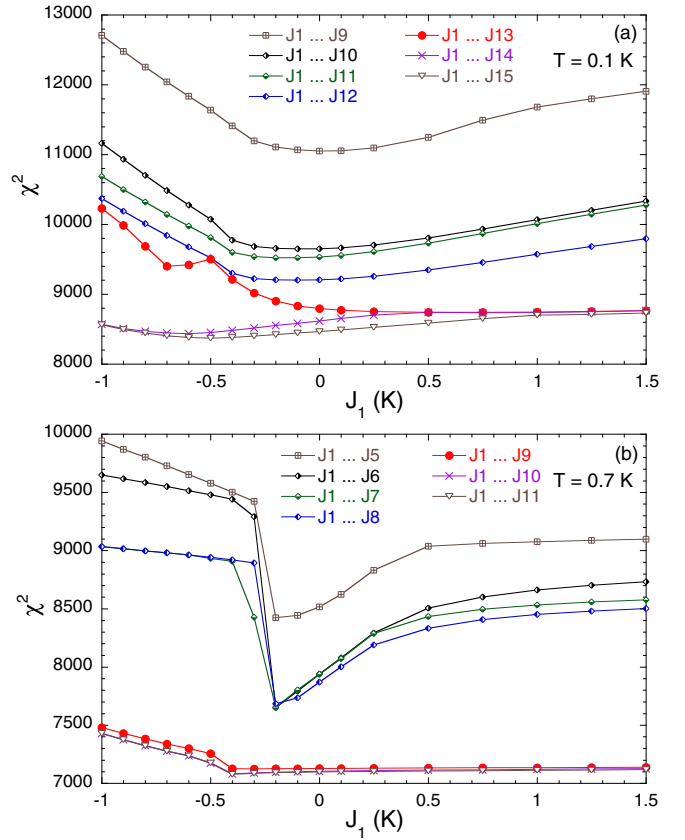 13000
12000
11000
10000
9000
8000
χ²
(a)
T = 0.1 K
J1 ... J9
J1 ... J10
J1 ... J11
J1 ... J12
J1 ... J13
J1 ... J14
J1 ... J15
-1 -0.5 0 0.5 1 1.5
J₁ (K)
10000
9500
9000
8500
8000
7500
7000
χ²
(b)
T = 0.7 K
J1 ... J5
J1 ... J6
J1 ... J7
J1 ... J8
J1 ... J9
J1 ... J10
J1 ... J11
-1 -0.5 0 0.5 1 1.5
J₁ (K)